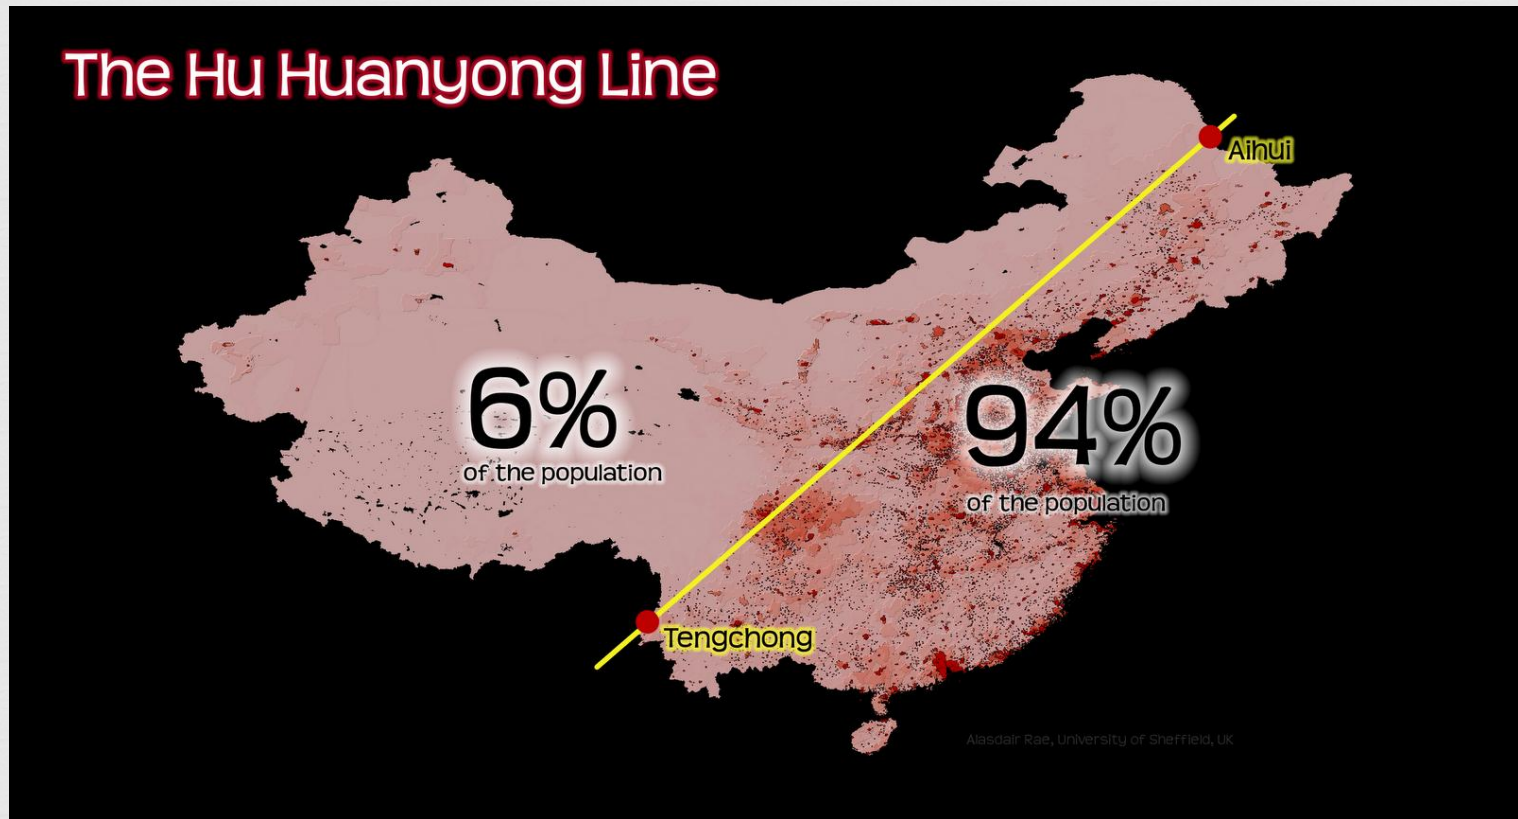 The Hu Huanyong Line
Aihui
6%
of the population
94%
of the population
Tengchong
Alasdair Rae, University of Sheffield, UK